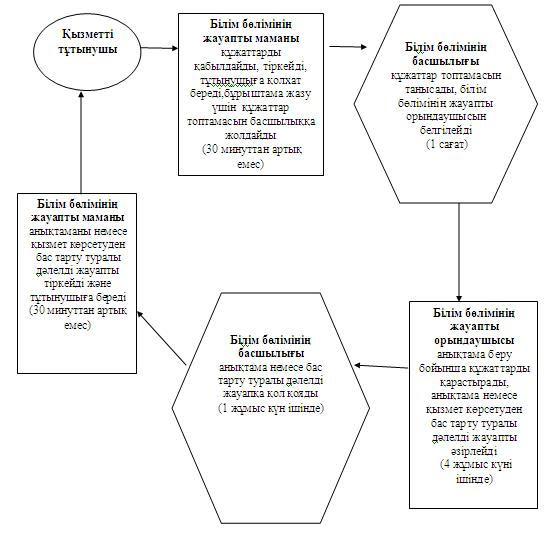 Қызметті
тұтынушы
Білім бөлімінің
жауапты маманы
құжаттарды
қабылдайды, тіркейді,
тұтынушыға қолхат
береді,бұрыштама жазу
үшін құжаттар
топтамасын басшылыққа
жолдайды
(30 минуттан артық
емес)
Білім бөлімінің
басшылығы
құжаттар топтамасын
танысады, білім
бөлімінің жауапты
орындаушысын
белгілейді
(1 сағат)
Білім бөлімінің
жауапты
орындаушысы
анықтама беру
бойынша құжаттарды
қарастырады,
анықтама немесе
қызмет көрсетуден
бас тарту туралы
дәлелді жауапты
әзірлейді
(4 жұмыс күні
ішінде)
Білім бөлімінің
басшылығы
анықтама немесе бас
тарту туралы дәлелді
жауапқа қол қояды
(1 жұмыс күн ішінде)
Білім бөлімінің
жауапты маманы
анықтаманы немесе
қызмет көрсетуден
бас тарту туралы
дәлелді жауапты
тіркейді және
тұтынушыға береді
(30 минуттан артық
емес)